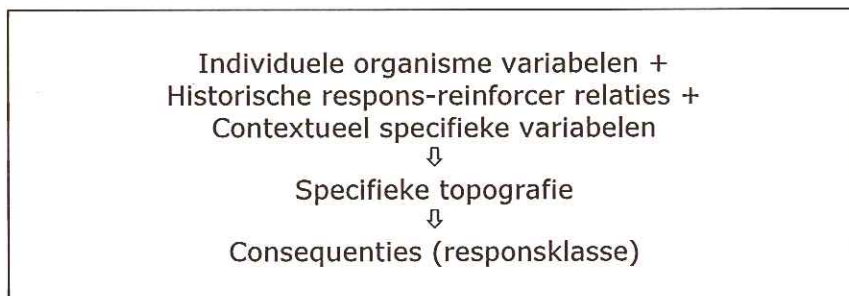 Individuele organisme variabelen +
Historische respons-reinforcer relaties +
Contextueel specifieke variabelen
⇩
Specifieke topografie
⇩
Consequenties (responsklasse)